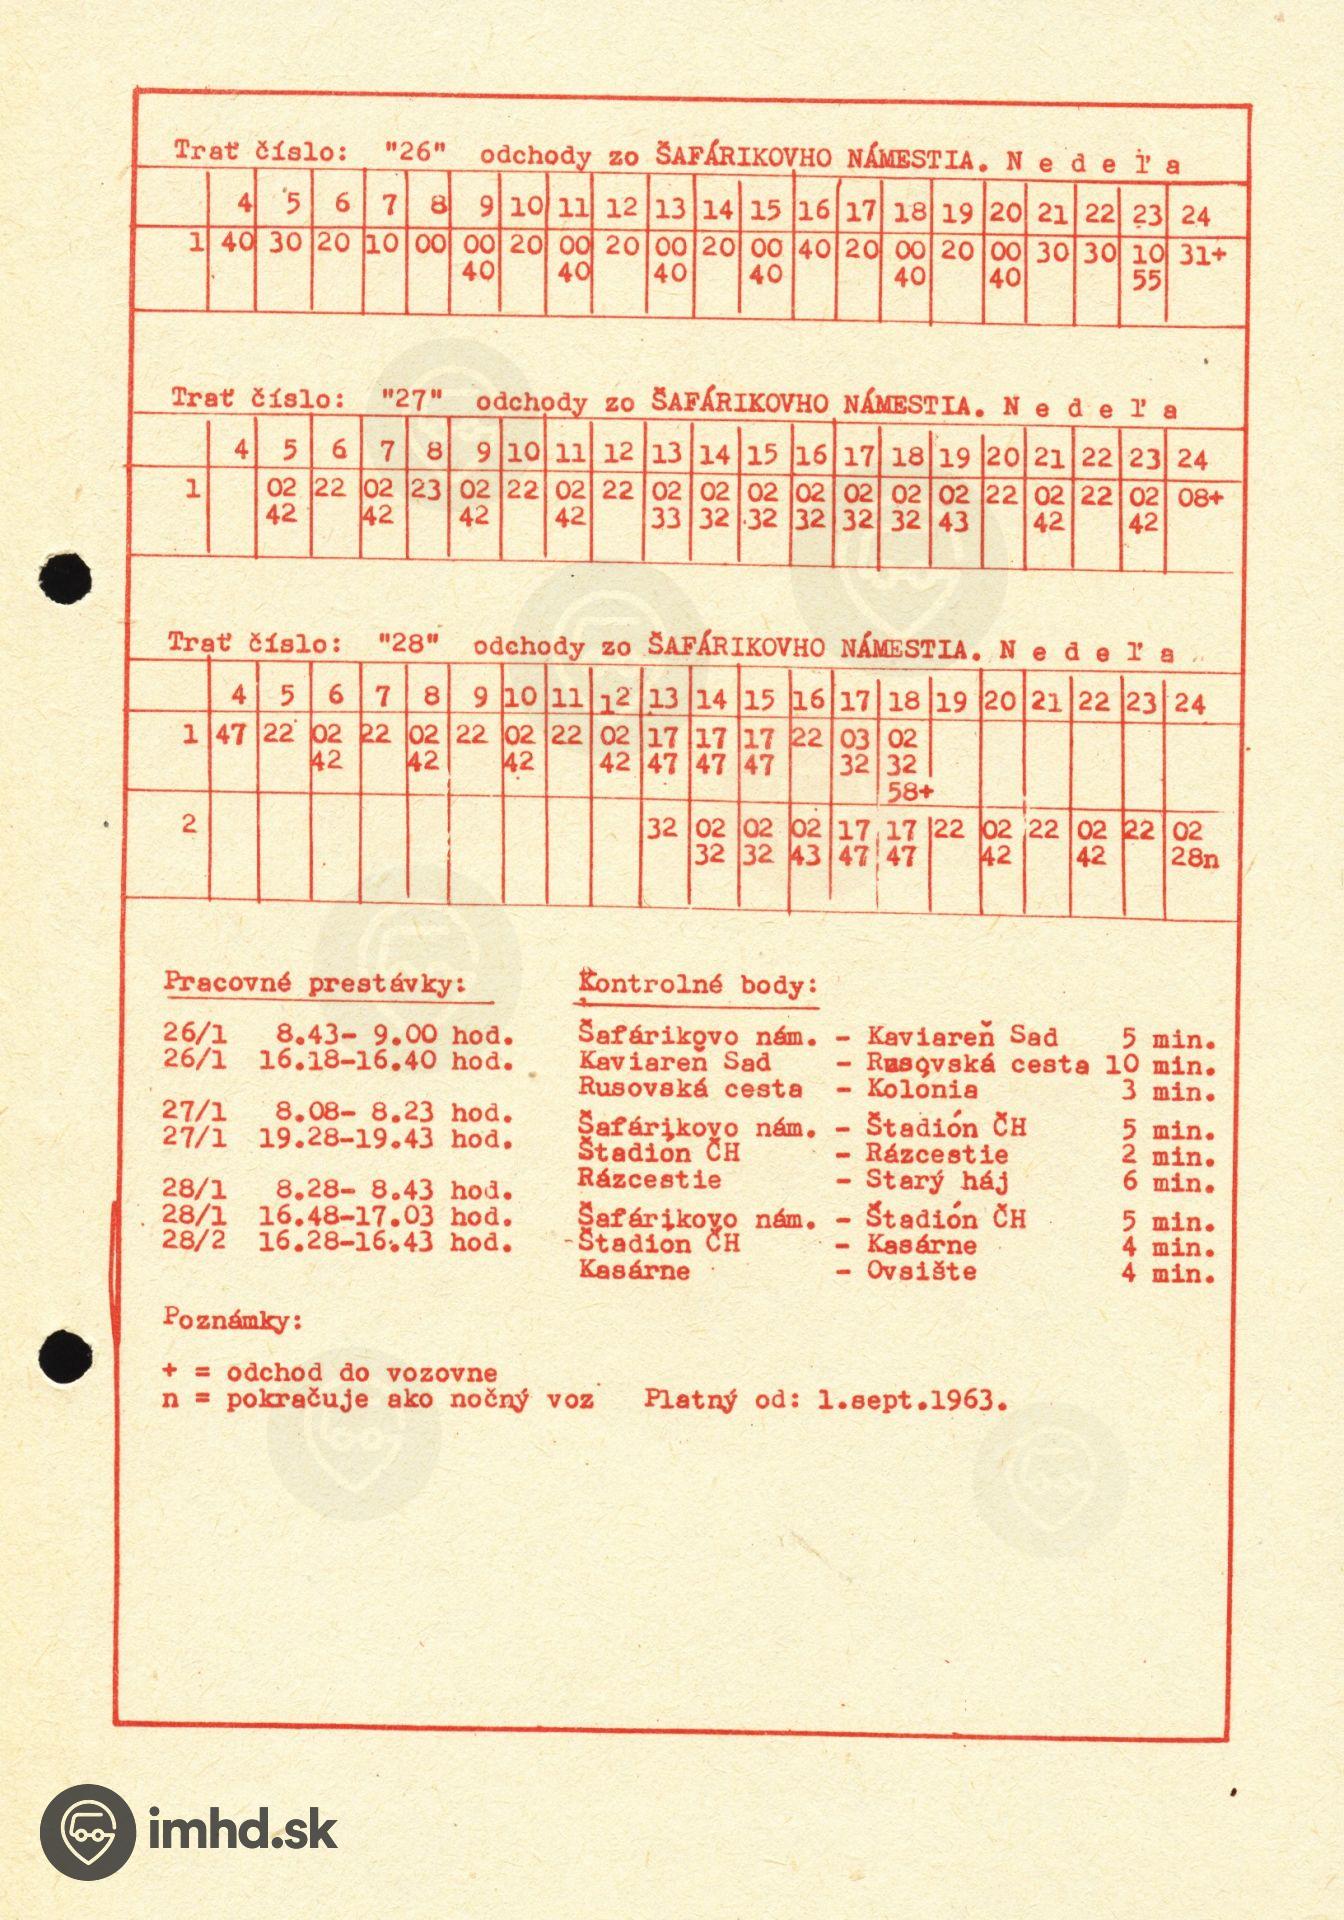 Trať číslo: "26" odchody zo ŠAFÁRIKOVHO NÁMESTIA. N e d e ľ a
4 5 6 7 8 9 10 11 12 13 14 15 16 17 18 19 20 21 22 23 24
1 40 30 20 10 00 00 20 00 20 00 20 00 40 20 00 20 00 30 30 10 31+
40 40 40 40 40 40 55
Trať číslo: "27" odchody zo ŠAFÁRIKOVHO NÁMESTIA. N e d e ľ a
4 5 6 7 8 9 10 11 12 13 14 15 16 17 18 19 20 21 22 23 24
1 02 22 02 23 02 22 02 22 02 02 02 02 02 02 02 22 02 22 02 08+
42 42 42 42 33 32 32 32 32 32 43 42 42
Trať číslo: "28" odchody zo ŠAFÁRIKOVHO NÁMESTIA. N e d e ľ a
4 5 6 7 8 9 10 11 12 13 14 15 16 17 18 19 20 21 22 23 24
1 47 22 02 22 02 22 02 22 02 17 17 17 22 03 02
42 42 42 42 47 47 47 32 32
58+
2 32 02 02 02 17 17 22 02 22 02 22 02
32 32 43 47 47 42 42 28n
Pracovné prestávky: Kontrolné body:
26/1 8.43- 9.00 hod. Šafárikovo nám. - Kaviareň Sad 5 min.
26/1 16.18-16.40 hod. Kaviareň Sad - Rusovská cesta 10 min.
Rusovská cesta - Kolonia 3 min.
27/1 8.08- 8.23 hod. Šafárikovo nám. - Štadión ČH 5 min.
27/1 19.28-19.43 hod. Štadión ČH - Rázcestie 2 min.
Rázcestie - Starý háj 6 min.
28/1 8.28- 8.43 hod.
28/1 16.48-17.03 hod. Šafárikovo nám. - Štadión ČH 5 min.
28/2 16.28-16.43 hod. Štadión ČH - Kasárne 4 min.
Kasárne - Ovsište 4 min.
Poznámky:
+ = odchod do vozovne
n = pokračuje ako nočný voz Platný od: 1.sept.1963.
imhd.sk